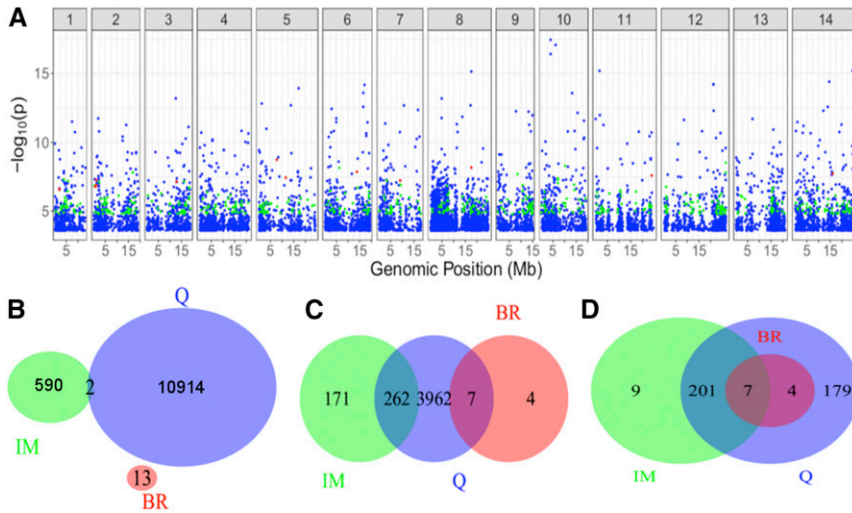 A
1 2 3 4 5 6 7 8 9 10 11 12 13 14
−log10(p)
15
10
5
5 5 15 5 15 5 15 5 15 5 15 5 15 5 15 5 5 15 5 15 5 15 5 15 5 15
Genomic Position (Mb)
B
Q
590 2 10914
IM
13
BR
C
BR
171 262 3962 7 4
IM Q
D
BR
9 201 7 4 179
IM Q